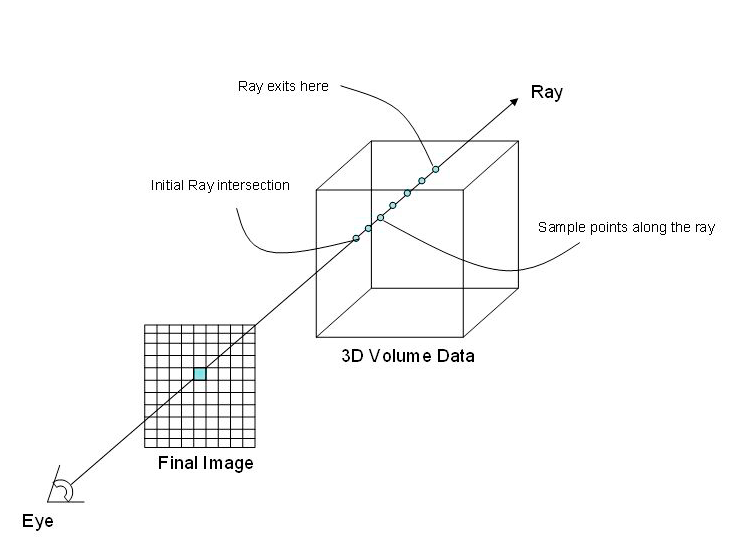 Ray exits here
Ray
Initial Ray intersection
Sample points along the ray
3D Volume Data
Final Image
Eye